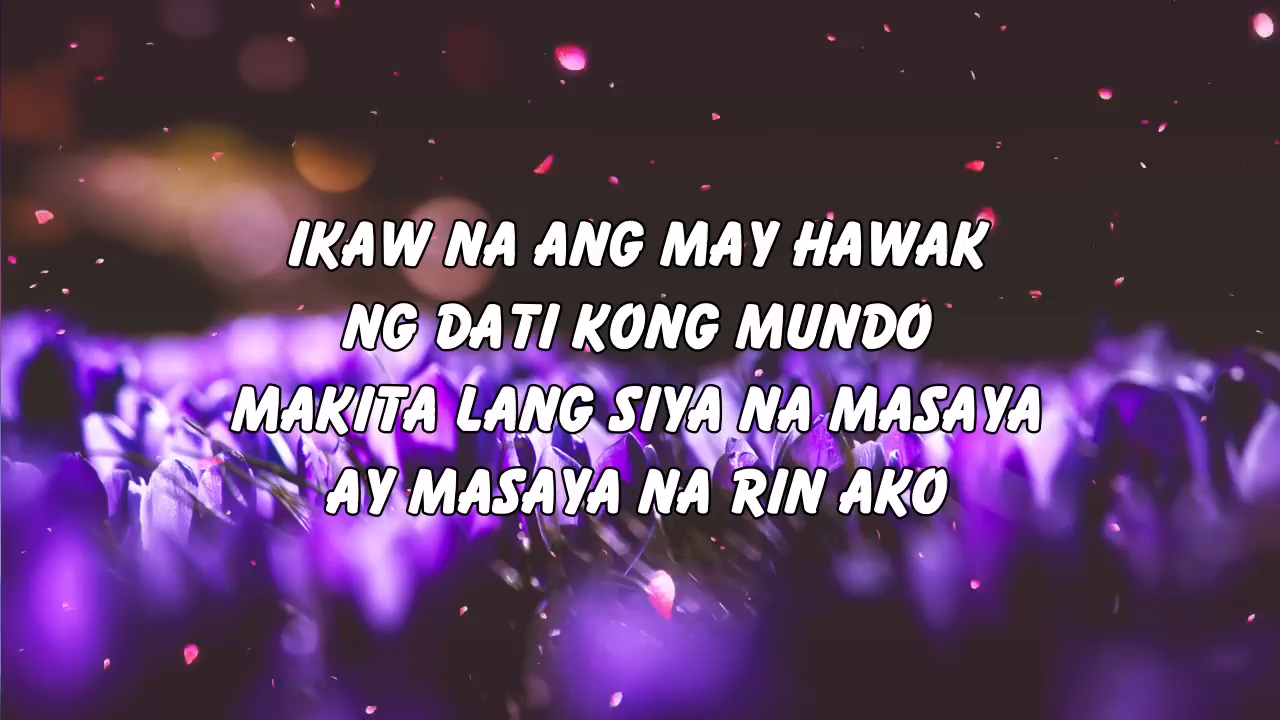 IKAW NA ANG MAY HAWAK
NG DATI KONG MUNDO
MAKITA LANG SIYA NA MASAYA
AY MASAYA NA RIN AKO